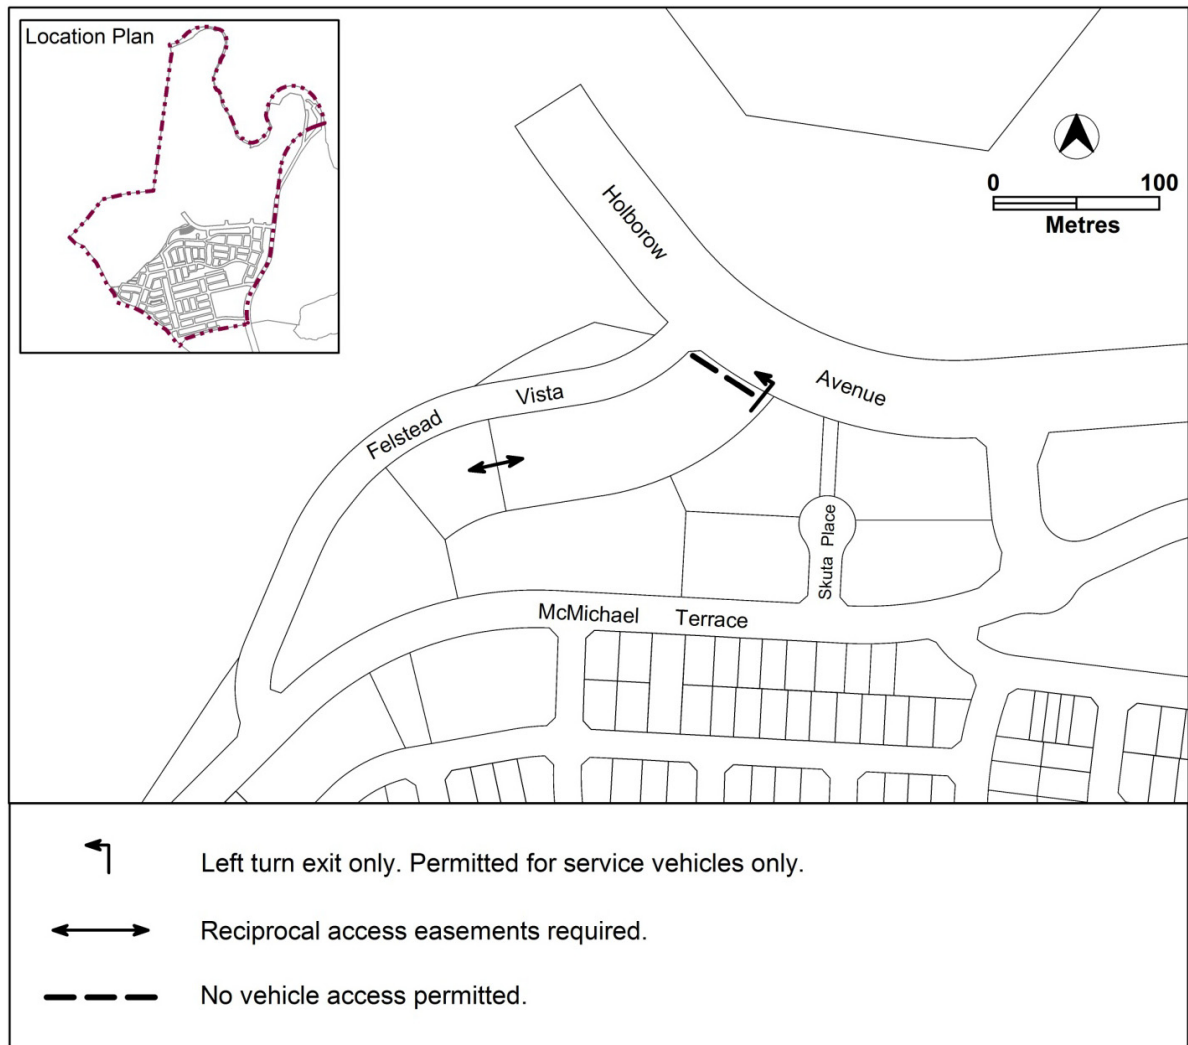 Location Plan
Holborow
Avenue
0 100
Metres
Felstead
Vista
Skuta Place
McMichael Terrace
Left turn exit only. Permitted for service vehicles only.
Reciprocal access easements required.
No vehicle access permitted.